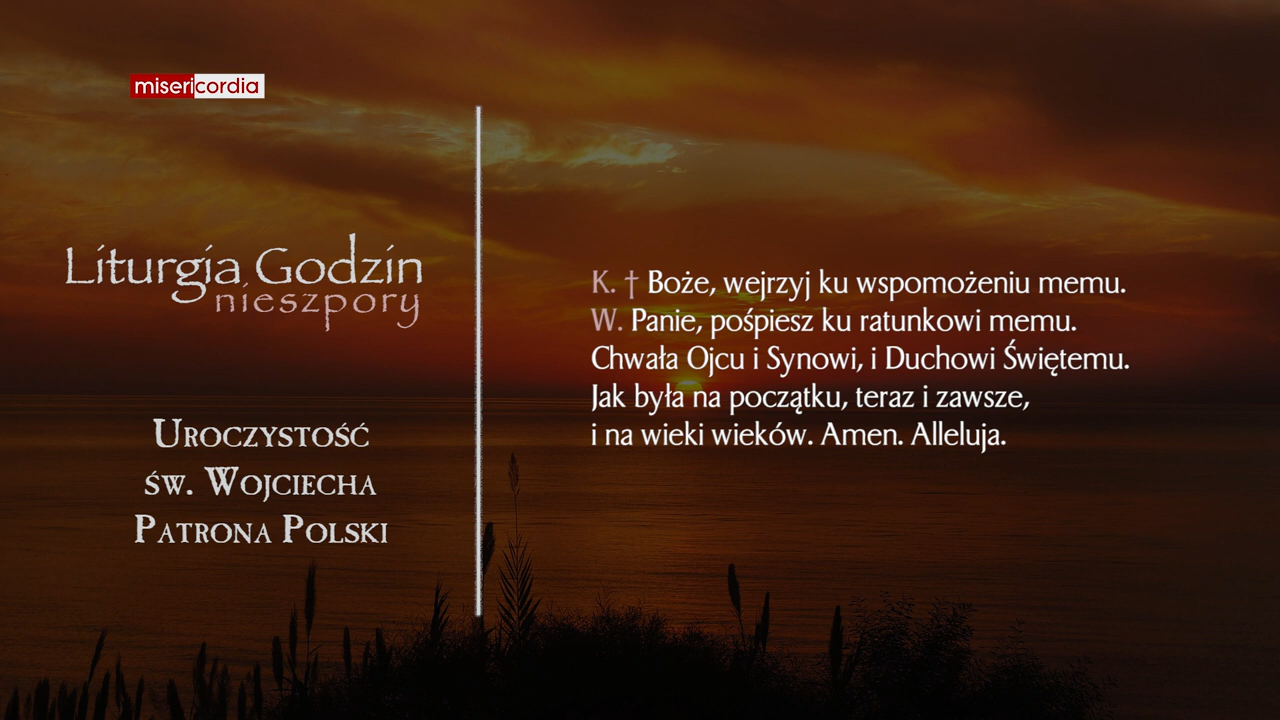 misericordia
Liturgia Godzin
nieszpory
Uroczystość
św. Wojciecha
Patrona Polski
K. † Boże, wejrzyj ku wspomożeniu memu.
W. Panie, pośpiesz ku ratunkowi memu.
Chwała Ojcu i Synowi, i Duchowi Świętemu.
Jak była na początku, teraz i zawsze,
i na wieki wieków. Amen. Alleluja.